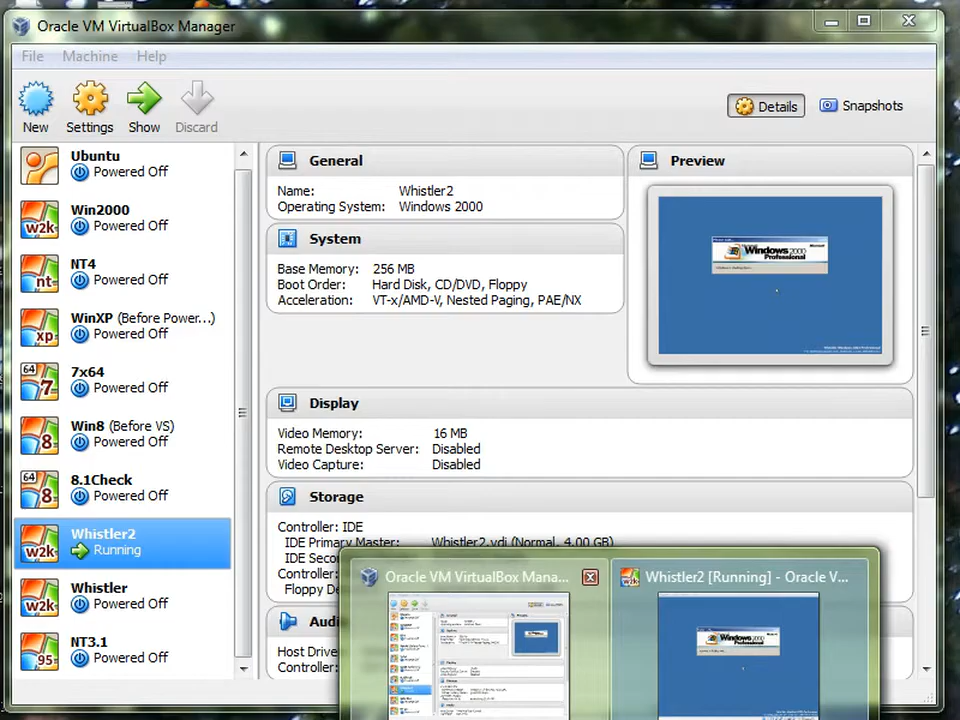 Oracle VM VirtualBox Manager
File Machine Help
New Settings Show Discard
Details Snapshots
Ubuntu
Powered Off
Win2000
Powered Off
NT4
Powered Off
WinXP (Before Power...)
Powered Off
7x64
Powered Off
Win8 (Before VS)
Powered Off
8.1Check
Powered Off
Whistler2
Running
Whistler
Powered Off
NT3.1
Powered Off
General
Name: Whistler2
Operating System: Windows 2000
System
Base Memory: 256 MB
Boot Order: Hard Disk, CD/DVD, Floppy
Acceleration: VT-x/AMD-V, Nested Paging, PAE/NX
Preview
Windows 2000
Professional
Display
Video Memory: 16 MB
Remote Desktop Server: Disabled
Video Capture: Disabled
Storage
Controller: IDE
IDE Primary Master: Whistler2.vdi (Normal, 4.00 GB)
IDE Seco
Controller:
Floppy De
Audi
Host Drive
Controller:
Oracle VM VirtualBox Mana...
Whistler2 [Running] - Oracle V...
Windows 2000